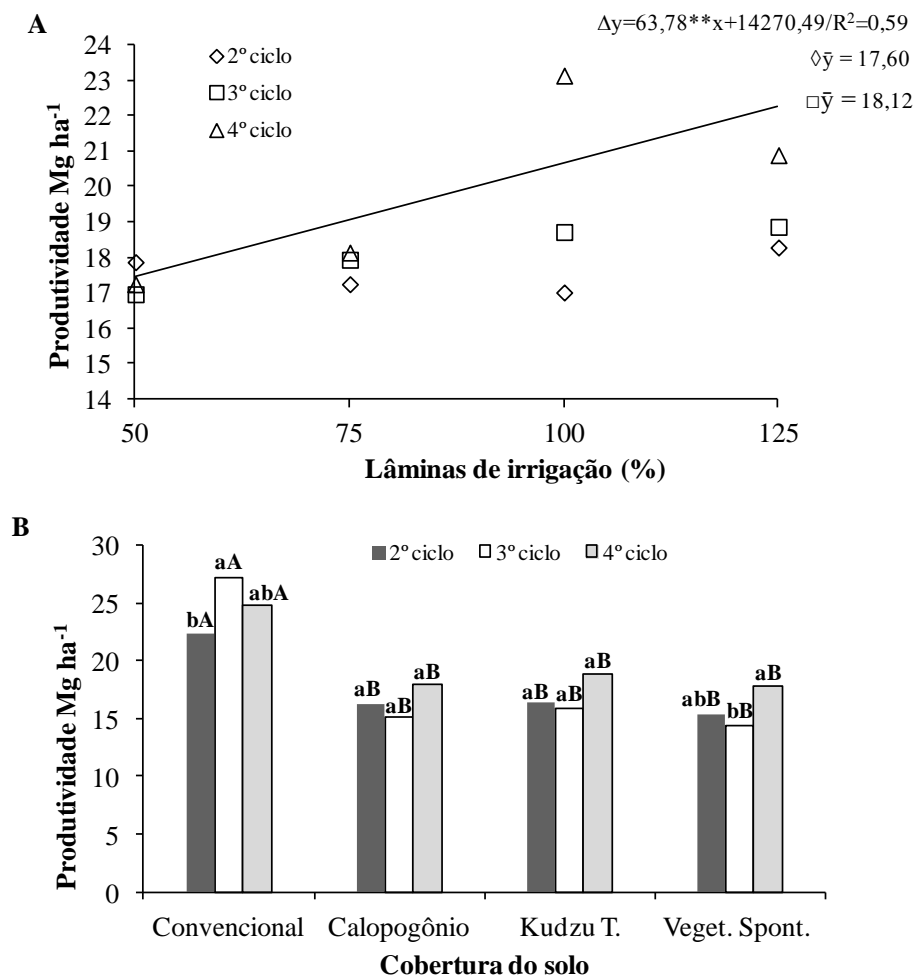 A
Δy=63,78**x+14270,49/R²=0,59
◊ȳ = 17,60
□ȳ = 18,12
◇ 2º ciclo
□ 3º ciclo
△ 4º ciclo
Produtividade Mg ha⁻¹
24
23
22
21
20
19
18
17
16
15
14
50 75 100 125
Lâminas de irrigação (%)
B
2º ciclo 3º ciclo 4º ciclo
Produtividade Mg ha⁻¹
30
25
20
15
10
5
0
bA aA abA aB aB aB aB aB aB abB bB aB
Convencional Calopogônio Kudzu T. Veget. Spont.
Cobertura do solo